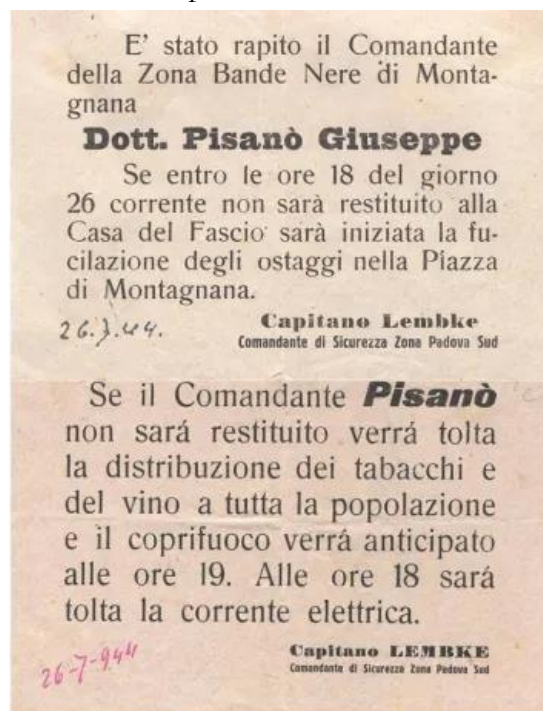 E' stato rapito il Comandante
della Zona Bande Nere di Monta-
gnana
Dott. Pisanò Giuseppe
Se entro le ore 18 del giorno
26 corrente non sarà restituito alla
Casa del Fascio sarà iniziata la fu-
cilazione degli ostaggi nella Piazza
di Montagnana.
26.7.44.
Capitano Lembke
Comandante di Sicurezza Zona Padova Sud
Se il Comandante Pisanò
non sará restituito verrá tolta
la distribuzione dei tabacchi e
del vino a tutta la popolazione
e il coprifuoco verrá anticipato
alle ore 19. Alle ore 18 sará
tolta la corrente elettrica.
Capitano LEMBKE
Comandante di Sicurezza Zona Padova Sud
26-7-944